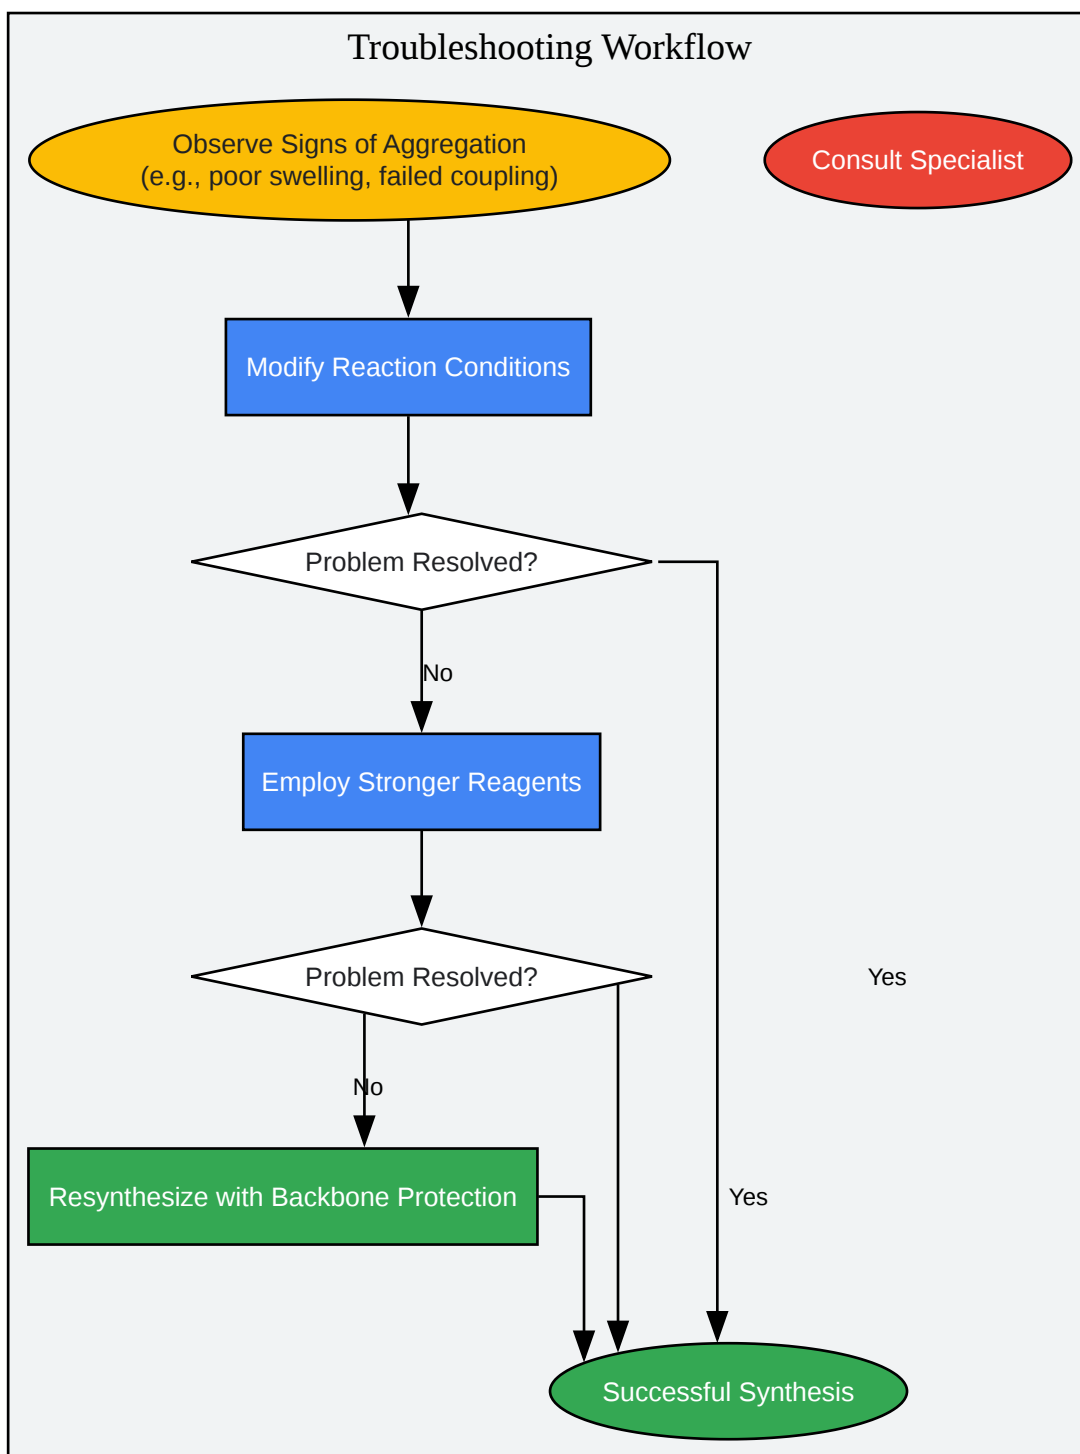 Troubleshooting Workflow
Observe Signs of Aggregation
(e.g., poor swelling, failed coupling)
Consult Specialist
Modify Reaction Conditions
Problem Resolved?
No
Employ Stronger Reagents
Problem Resolved?
Yes
No
Resynthesize with Backbone Protection
Yes
Successful Synthesis